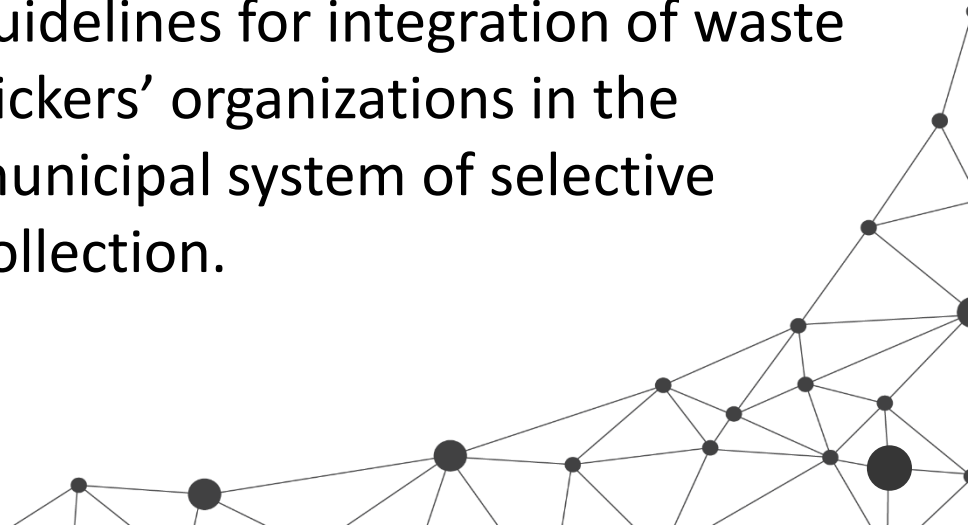 uidelines for integration of waste
ickers’ organizations in the
unicipal system of selective
ollection.